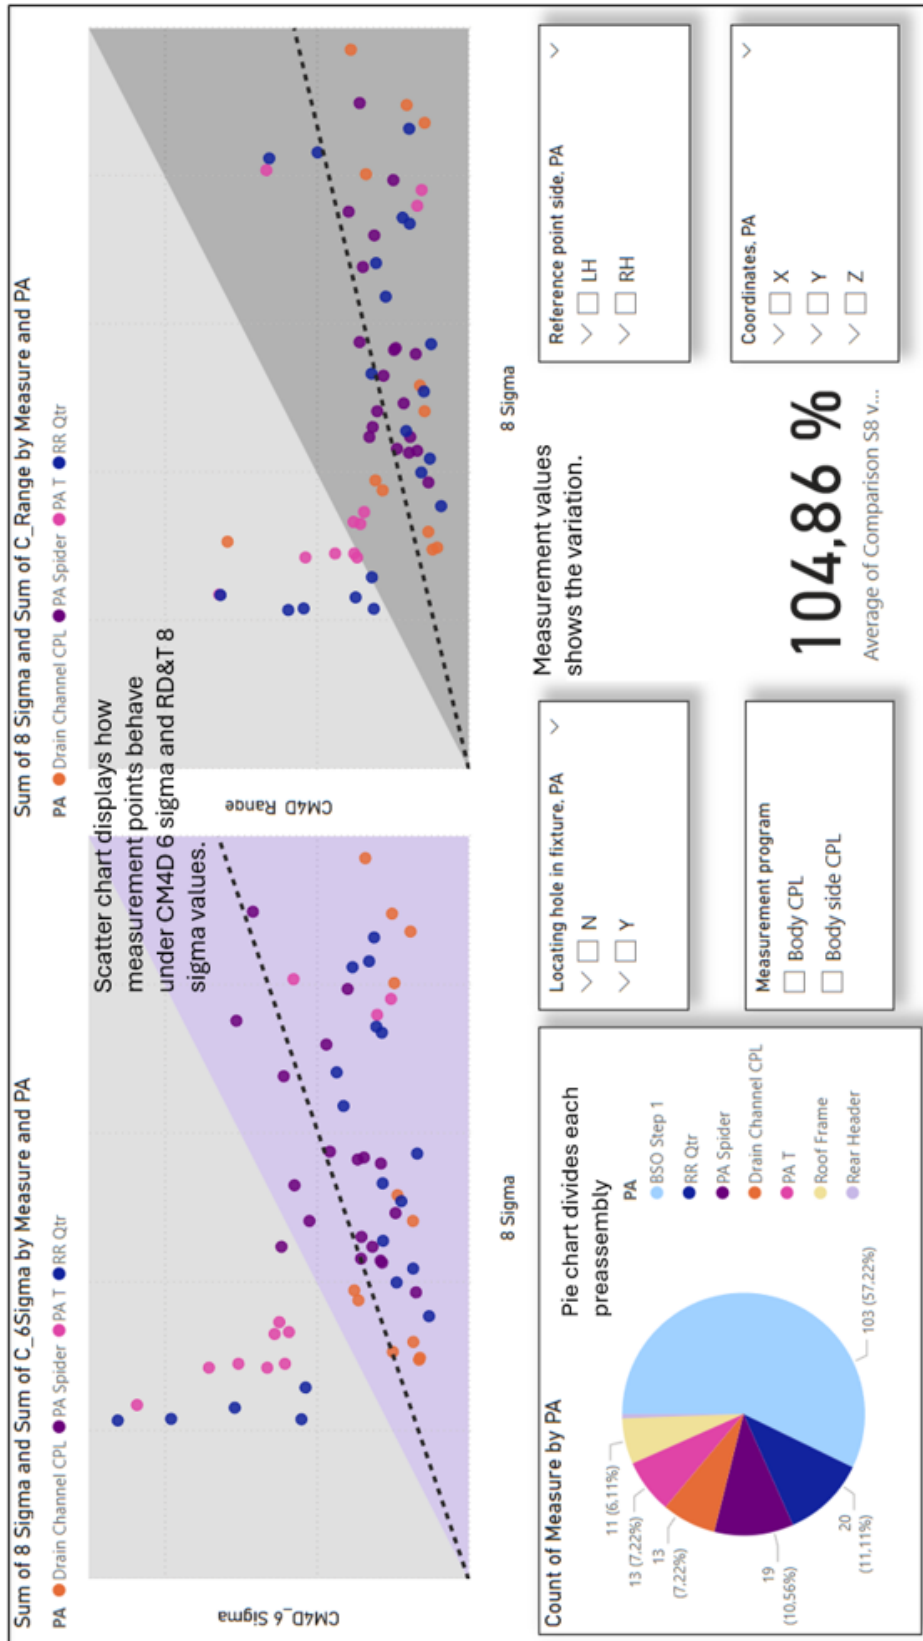 Sum of 8 Sigma and Sum of C_6Sigma by Measure and PA
PA Drain Channel CPL PA Spider PA T RR Qtr
CM4D_6 Sigma
8 Sigma
Scatter chart displays how
measurement points behave
under CM4D 6 sigma and RD&T 8
sigma values.
Sum of 8 Sigma and Sum of C_Range by Measure and PA
PA Drain Channel CPL PA Spider PA T RR Qtr
CM4D Range
8 Sigma
Count of Measure by PA
Pie chart divides each
preassembly
11 (6,11%)
13 (7,22%)
13
(7,22%)
19
(10,56%)
20
(11,11%)
103 (57,22%)
PA
BSO Step 1
RR Qtr
PA Spider
Drain Channel CPL
PA T
Roof Frame
Rear Header
Locating hole in fixture, PA
N
Y
Measurement program
Body CPL
Body side CPL
Measurement values
shows the variation.
104,86 %
Average of Comparison S8 v...
Reference point side, PA
LH
RH
Coordinates, PA
X
Y
Z